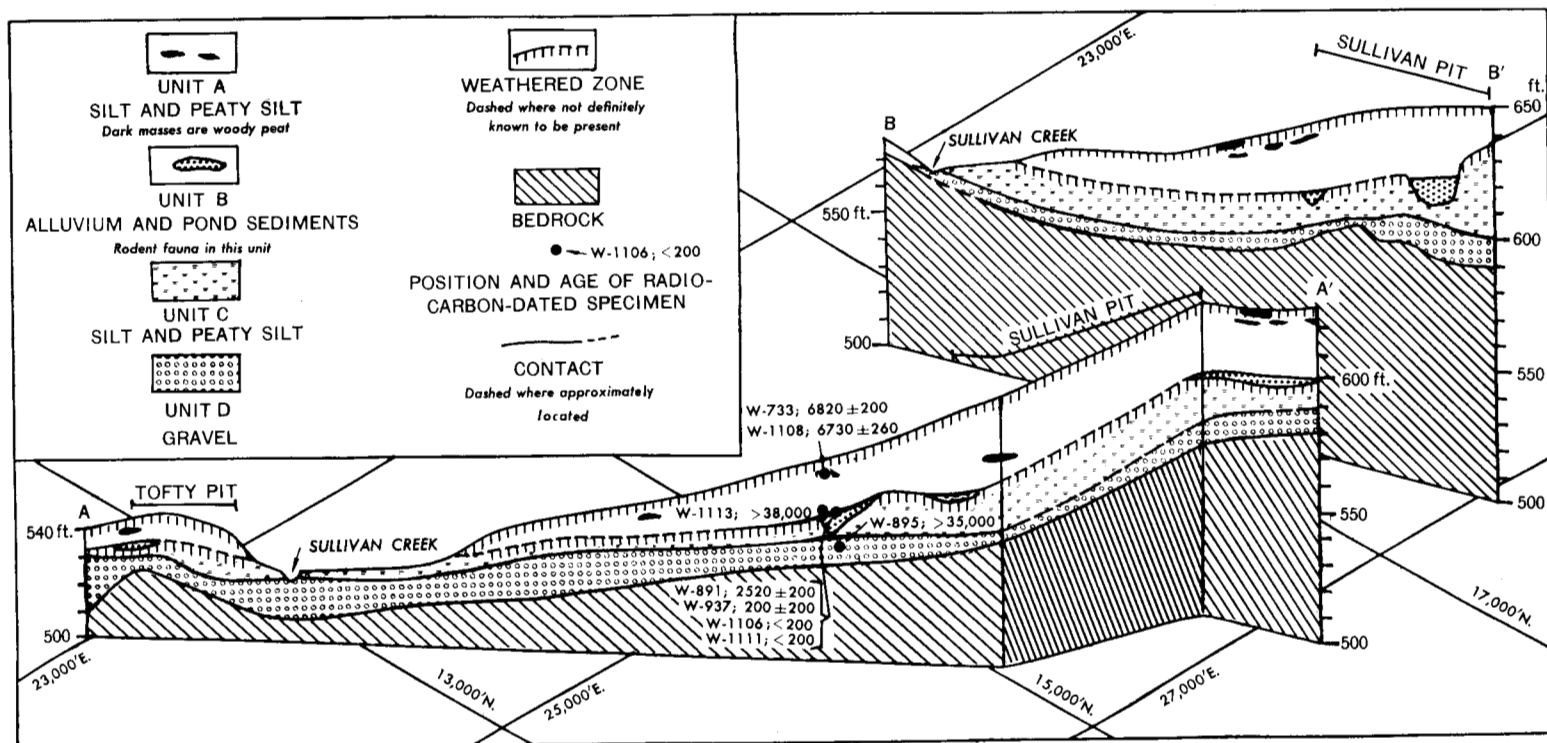 UNIT A
SILT AND PEATY SILT
Dark masses are woody peat
UNIT B
ALLUVIUM AND POND SEDIMENTS
Rodent fauna in this unit
UNIT C
SILT AND PEATY SILT
UNIT D
GRAVEL
WEATHERED ZONE
Dashed where not definitely
known to be present
BEDROCK
W-1106; <200
POSITION AND AGE OF RADIO-
CARBON-DATED SPECIMEN
CONTACT
Dashed where approximately
located
23,000'E.
SULLIVAN PIT
B'
ft.
650
B
SULLIVAN CREEK
550 ft.
600
500
SULLIVAN PIT
A'
550
600 ft.
500
W-733; 6820 ±200
W-1108; 6730 ±260
TOFTY PIT
A
540 ft.
SULLIVAN CREEK
W-1113; >38,000
W-895; >35,000
550
W-891; 2520 ±200
W-937; 200 ±200
W-1106; <200
W-1111; <200
500
500
23,000'E.
13,000'N.
25,000'E.
15,000'N.
27,000'E.
17,000'N.